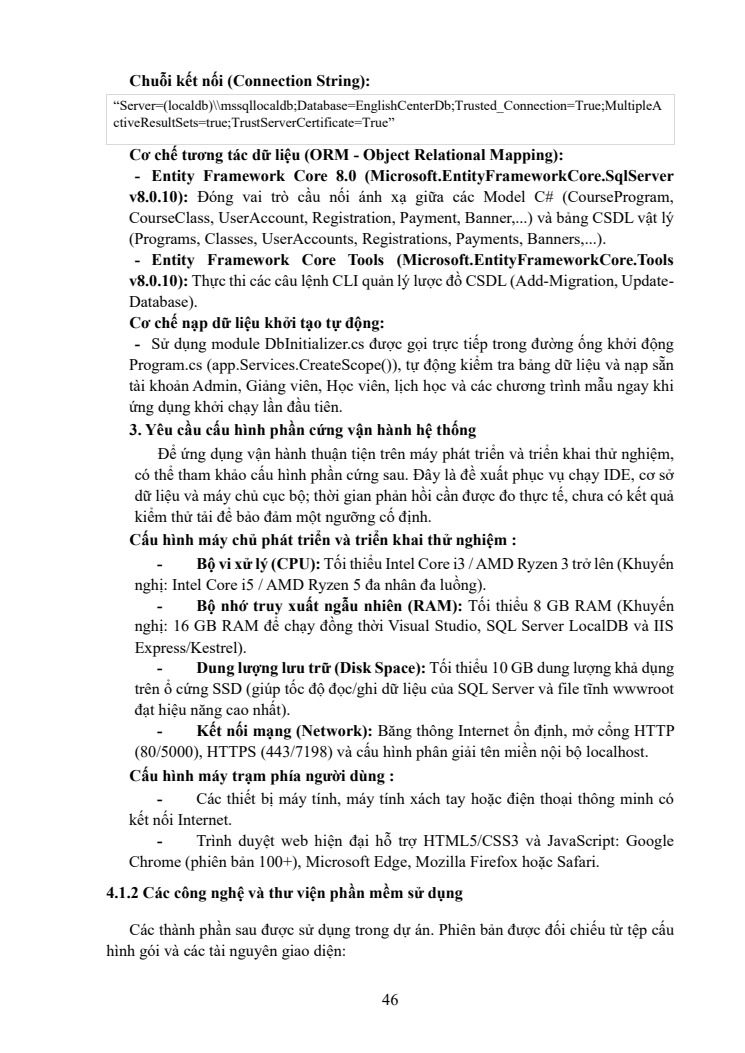 Chuỗi kết nối (Connection String):
“Server=(localdb)\\mssqllocaldb;Database=EnglishCenterDb;Trusted_Connection=True;MultipleA
ctiveResultSets=true;TrustServerCertificate=True”
Cơ chế tương tác dữ liệu (ORM - Object Relational Mapping):
- Entity Framework Core 8.0 (Microsoft.EntityFrameworkCore.SqlServer
v8.0.10): Đóng vai trò cầu nối ánh xạ giữa các Model C# (CourseProgram,
CourseClass, UserAccount, Registration, Payment, Banner,...) và bảng CSDL vật lý
(Programs, Classes, UserAccounts, Registrations, Payments, Banners,...).
- Entity Framework Core Tools (Microsoft.EntityFrameworkCore.Tools
v8.0.10): Thực thi các câu lệnh CLI quản lý lược đồ CSDL (Add-Migration, Update-
Database).
Cơ chế nạp dữ liệu khởi tạo tự động:
- Sử dụng module DbInitializer.cs được gọi trực tiếp trong đường ống khởi động
Program.cs (app.Services.CreateScope()), tự động kiểm tra bảng dữ liệu và nạp sẵn
tài khoản Admin, Giảng viên, Học viên, lịch học và các chương trình mẫu ngay khi
ứng dụng khởi chạy lần đầu tiên.
3. Yêu cầu cấu hình phần cứng vận hành hệ thống
Để ứng dụng vận hành thuận tiện trên máy phát triển và triển khai thử nghiệm,
có thể tham khảo cấu hình phần cứng sau. Đây là đề xuất phục vụ chạy IDE, cơ sở
dữ liệu và máy chủ cục bộ; thời gian phản hồi cần được đo thực tế, chưa có kết quả
kiểm thử tải để bảo đảm một ngưỡng cố định.
Cấu hình máy chủ phát triển và triển khai thử nghiệm :
- Bộ vi xử lý (CPU): Tối thiểu Intel Core i3 / AMD Ryzen 3 trở lên (Khuyến
nghị: Intel Core i5 / AMD Ryzen 5 đa nhân đa luồng).
- Bộ nhớ truy xuất ngẫu nhiên (RAM): Tối thiểu 8 GB RAM (Khuyến
nghị: 16 GB RAM để chạy đồng thời Visual Studio, SQL Server LocalDB và IIS
Express/Kestrel).
- Dung lượng lưu trữ (Disk Space): Tối thiểu 10 GB dung lượng khả dụng
trên ổ cứng SSD (giúp tốc độ đọc/ghi dữ liệu của SQL Server và file tĩnh wwwroot
đạt hiệu năng cao nhất).
- Kết nối mạng (Network): Băng thông Internet ổn định, mở cổng HTTP
(80/5000), HTTPS (443/7198) và cấu hình phân giải tên miền nội bộ localhost.
Cấu hình máy trạm phía người dùng :
- Các thiết bị máy tính, máy tính xách tay hoặc điện thoại thông minh có
kết nối Internet.
- Trình duyệt web hiện đại hỗ trợ HTML5/CSS3 và JavaScript: Google
Chrome (phiên bản 100+), Microsoft Edge, Mozilla Firefox hoặc Safari.
4.1.2 Các công nghệ và thư viện phần mềm sử dụng
Các thành phần sau được sử dụng trong dự án. Phiên bản được đối chiếu từ tệp cấu
hình gói và các tài nguyên giao diện:
46